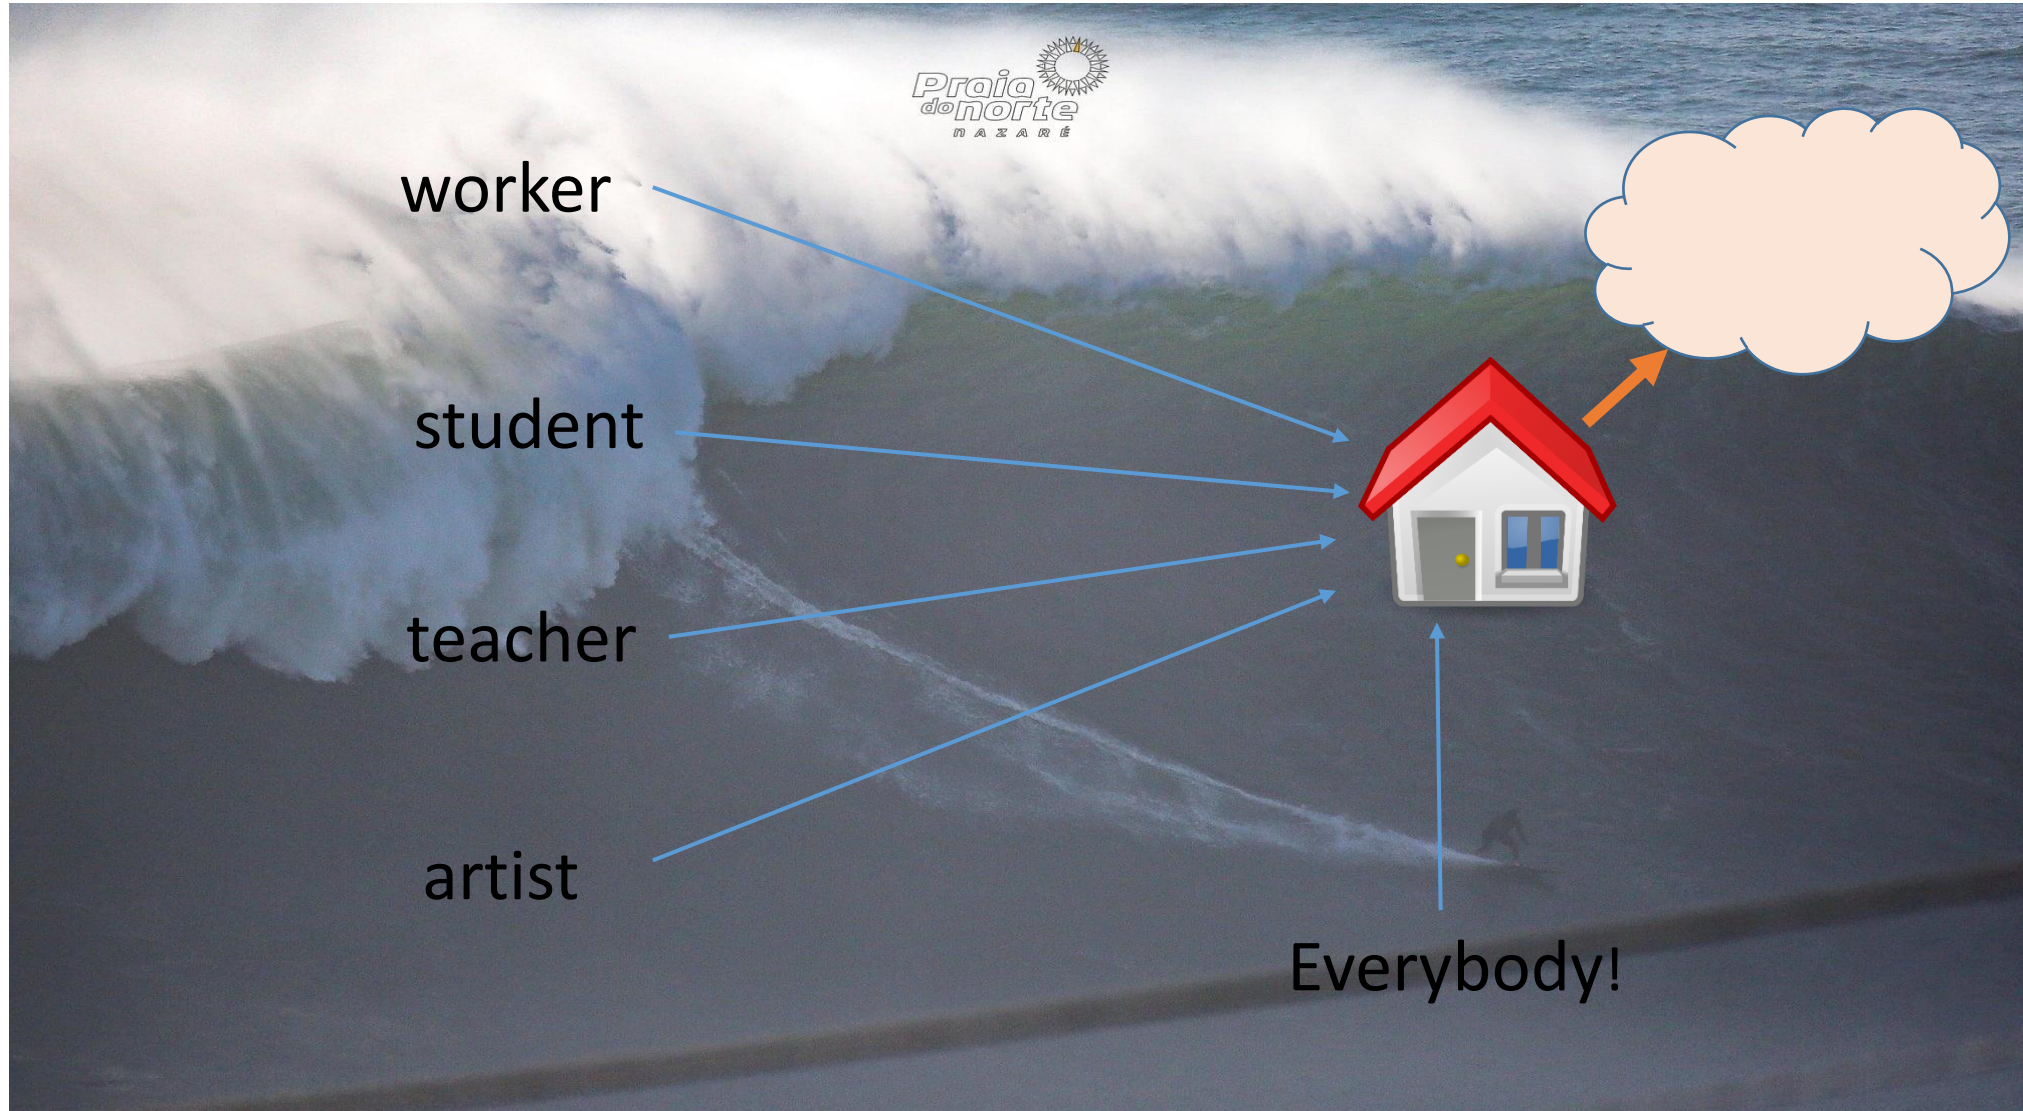 Praia
do norte
NAZARÉ
worker
student
teacher
artist
Everybody!